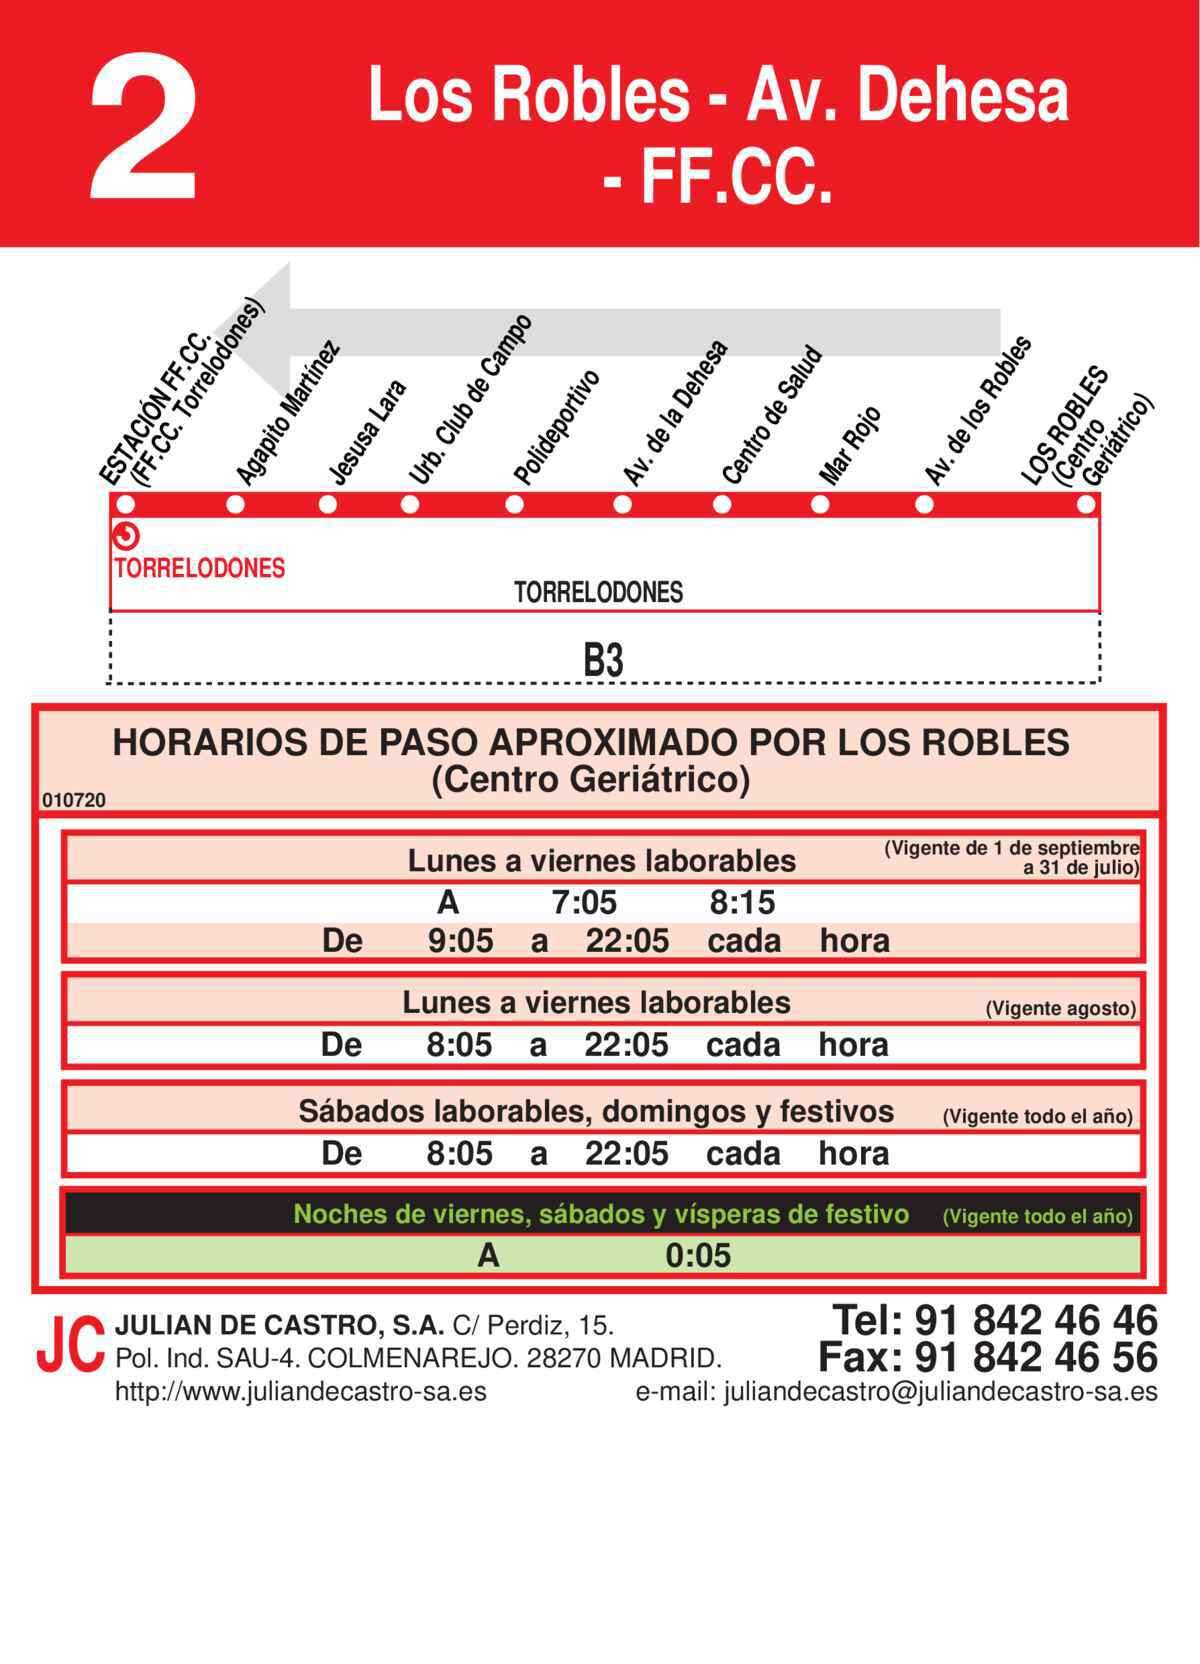 2
Los Robles - Av. Dehesa
- FF.CC.
ESTACIÓN FF.CC.
(FF.CC. Torrelodones)
Agapito Martínez
Jesusa Lara
Urb. Club de Campo
Polideportivo
Av. de la Dehesa
Centro de Salud
Mar Rojo
Av. de los Robles
LOS ROBLES
(Centro
Geriátrico)
TORRELODONES
TORRELODONES
B3
HORARIOS DE PASO APROXIMADO POR LOS ROBLES
(Centro Geriátrico)
010720
Lunes a viernes laborables (Vigente de 1 de septiembre
a 31 de julio)
A 7:05 8:15
De 9:05 a 22:05 cada hora
Lunes a viernes laborables (Vigente agosto)
De 8:05 a 22:05 cada hora
Sábados laborables, domingos y festivos (Vigente todo el año)
De 8:05 a 22:05 cada hora
Noches de viernes, sábados y vísperas de festivo (Vigente todo el año)
A 0:05
JC JULIAN DE CASTRO, S.A. C/ Perdiz, 15. Tel: 91 842 46 46
Pol. Ind. SAU-4. COLMENAREJO. 28270 MADRID. Fax: 91 842 46 56
http://www.juliandecastro-sa.es e-mail: juliandecastro@juliandecastro-sa.es